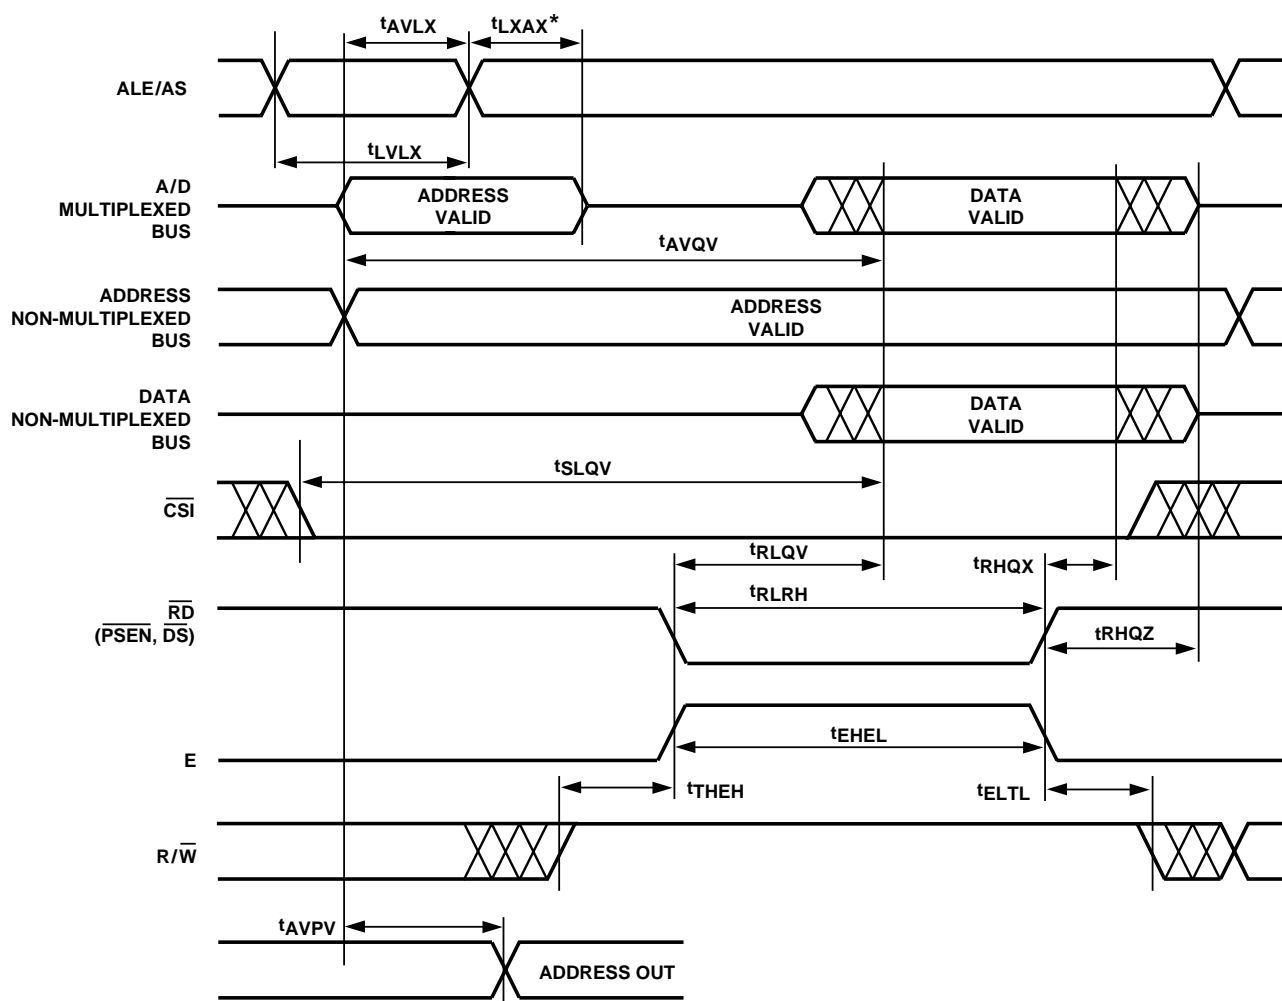 tAVLX
tLXAX*
ALE/AS
tLVLX
A/D
MULTIPLEXED
BUS
ADDRESS
VALID
DATA
VALID
tAVQV
ADDRESS
NON-MULTIPLEXED
BUS
ADDRESS
VALID
DATA
NON-MULTIPLEXED
BUS
DATA
VALID
tSLQV
CSI
tRLQV
tRHQX
tRLRH
RD
(PSEN, DS)
tRHQZ
tEHEL
E
tTHEH
tELTL
R/W
tAVPV
ADDRESS OUT